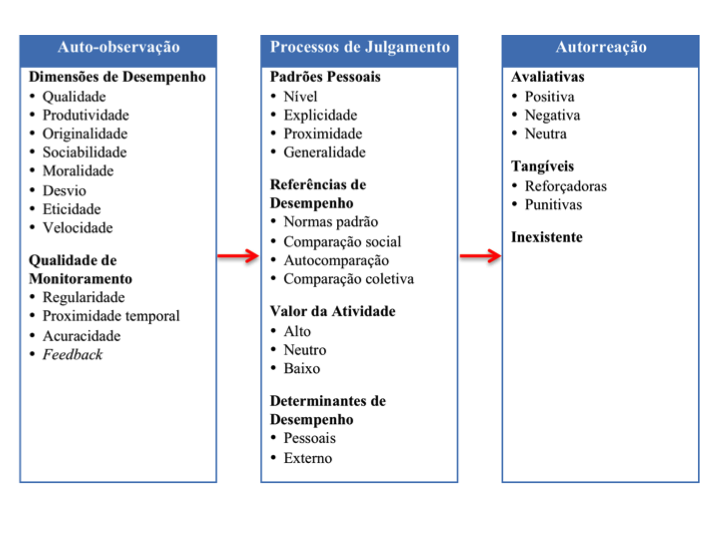 Auto-observação
Dimensões de Desempenho
• Qualidade
• Produtividade
• Originalidade
• Sociabilidade
• Moralidade
• Desvio
• Eticidade
• Velocidade
Qualidade de
Monitoramento
• Regularidade
• Proximidade temporal
• Acuracidade
• Feedback
Processos de Julgamento
Padrões Pessoais
• Nível
• Explicidade
• Proximidade
• Generalidade
Referências de
Desempenho
• Normas padrão
• Comparação social
• Autocomparação
• Comparação coletiva
Valor da Atividade
• Alto
• Neutro
• Baixo
Determinantes de
Desempenho
• Pessoais
• Externo
Autorreação
Avaliativas
• Positiva
• Negativa
• Neutra
Tangíveis
• Reforçadoras
• Punitivas
Inexistente